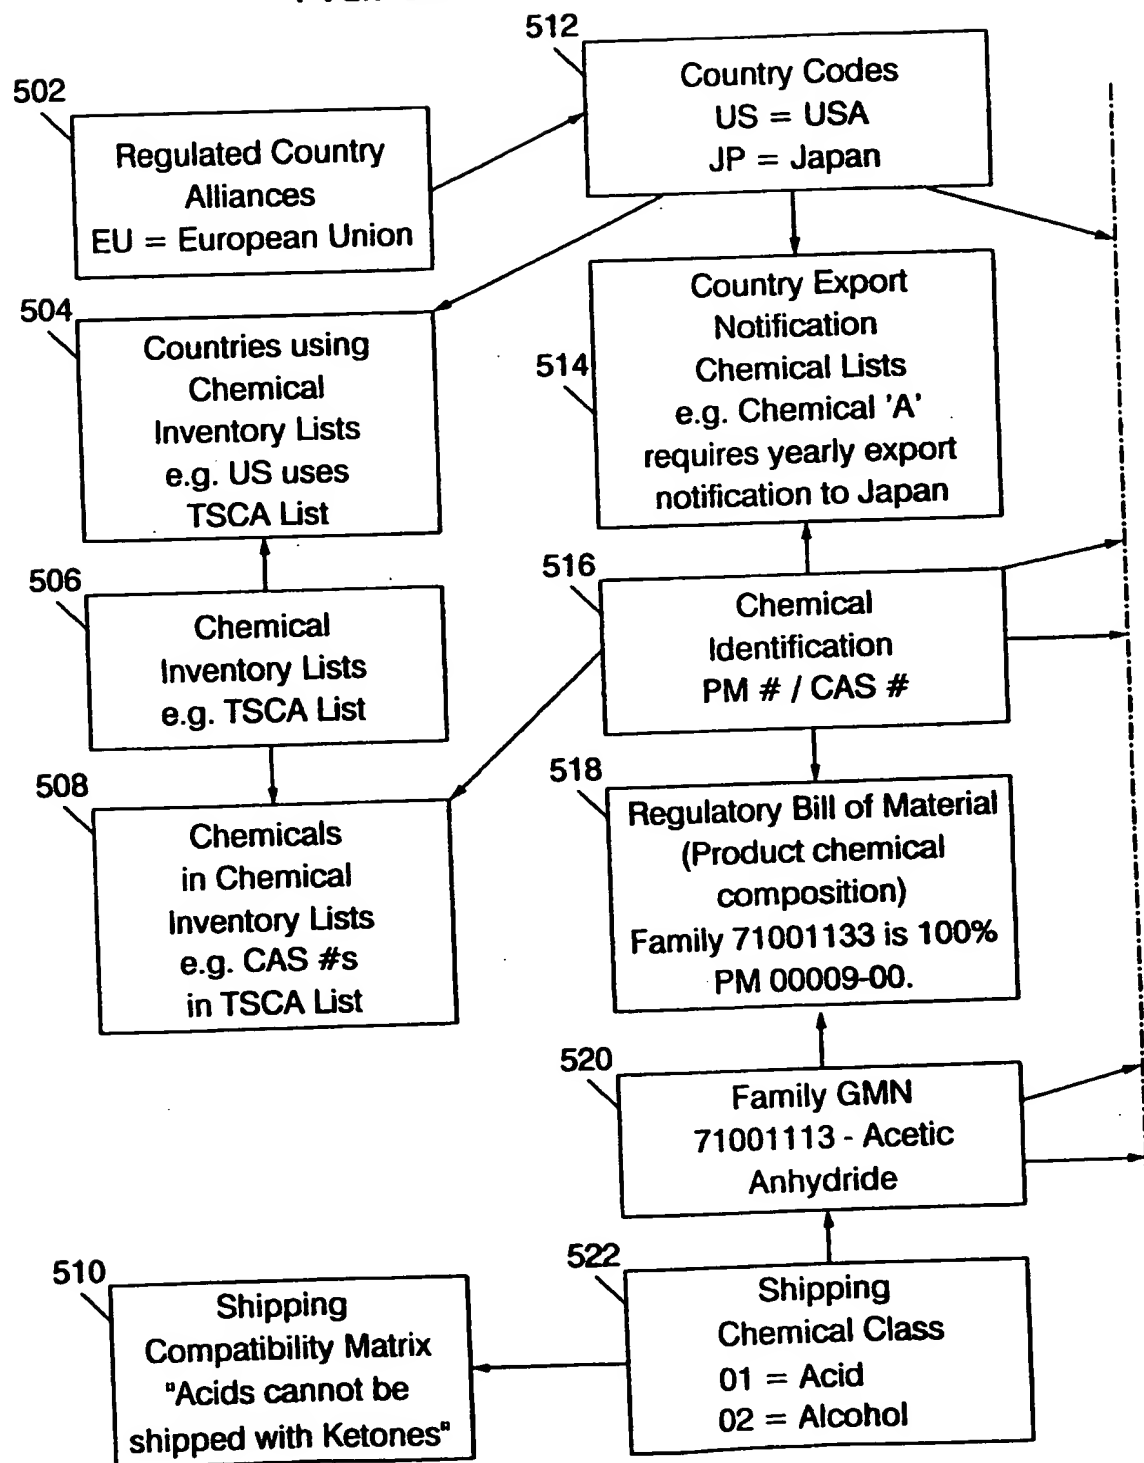 512
Country Codes
US = USA
JP = Japan
502
Regulated Country
Alliances
EU = European Union
504
Countries using
Chemical
Inventory Lists
e.g. US uses
TSCA List
514
Country Export
Notification
Chemical Lists
e.g. Chemical 'A'
requires yearly export
notification to Japan
506
Chemical
Inventory Lists
e.g. TSCA List
516
Chemical
Identification
PM # / CAS #
508
Chemicals
in Chemical
Inventory Lists
e.g. CAS #s
in TSCA List
518
Regulatory Bill of Material
(Product chemical
composition)
Family 71001133 is 100%
PM 00009-00.
520
Family GMN
71001113 - Acetic
Anhydride
510
Shipping
Compatibility Matrix
"Acids cannot be
shipped with Ketones"
522
Shipping
Chemical Class
01 = Acid
02 = Alcohol